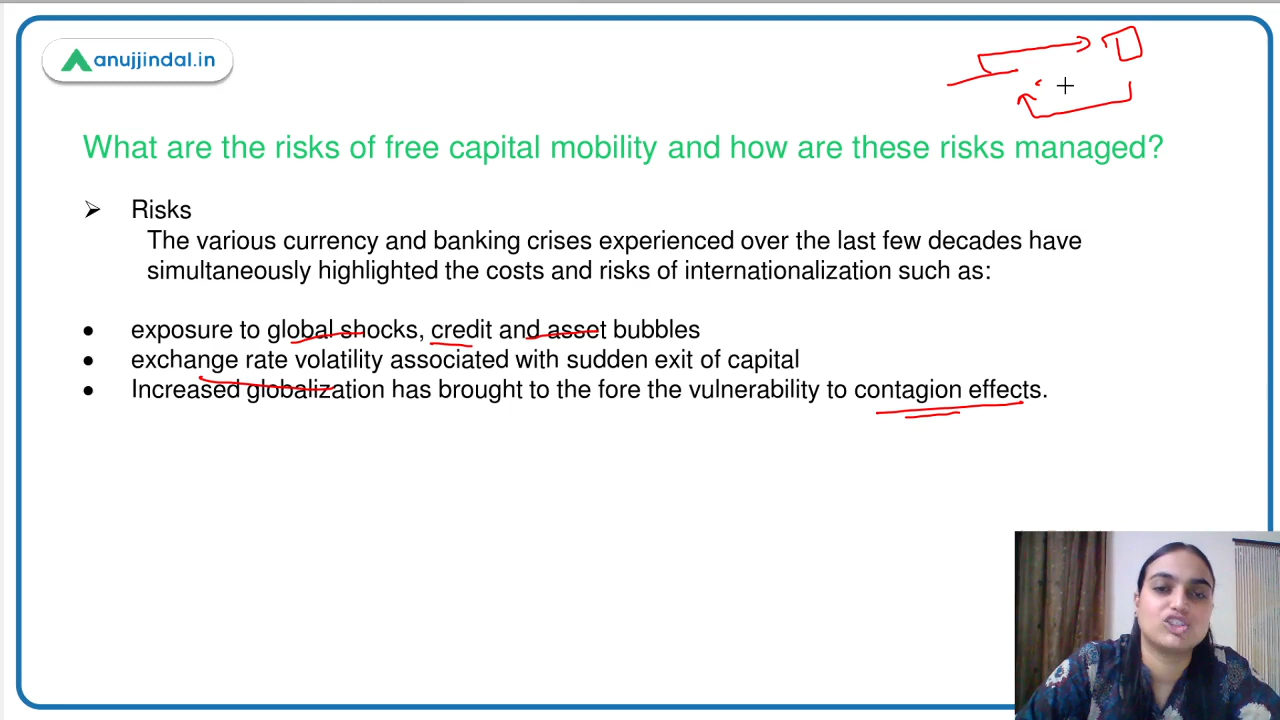 anujjindal.in
What are the risks of free capital mobility and how are these risks managed?
➢ Risks
The various currency and banking crises experienced over the last few decades have
simultaneously highlighted the costs and risks of internationalization such as:
• exposure to global shocks, credit and asset bubbles
• exchange rate volatility associated with sudden exit of capital
• Increased globalization has brought to the fore the vulnerability to contagion effects.